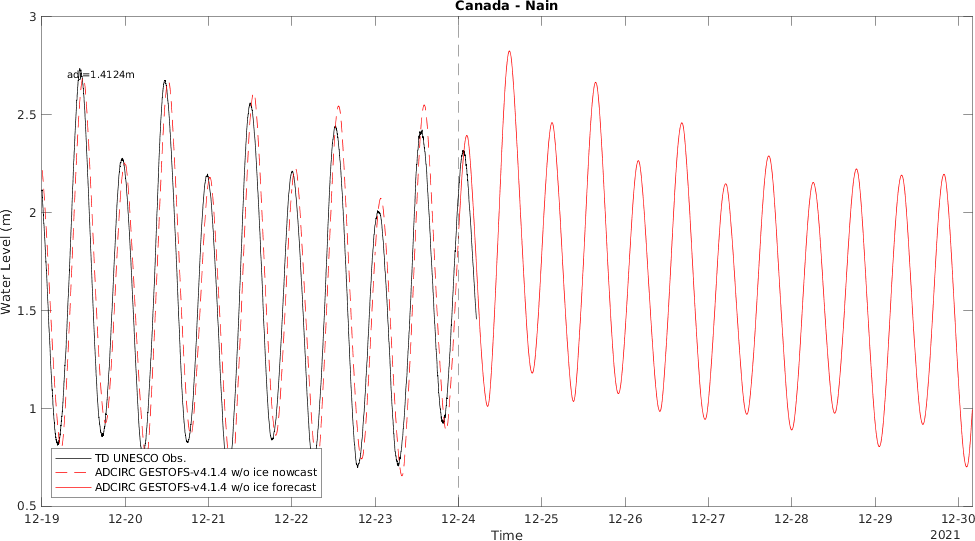 Canada - Nain
3
2.5
2
1.5
1
0.5
Water Level (m)
adj=1.4124m
TD UNESCO Obs.
ADCIRC GESTOFS-v4.1.4 w/o ice nowcast
ADCIRC GESTOFS-v4.1.4 w/o ice forecast
12-19 12-20 12-21 12-22 12-23 12-24 12-25 12-26 12-27 12-28 12-29 12-30
Time
2021